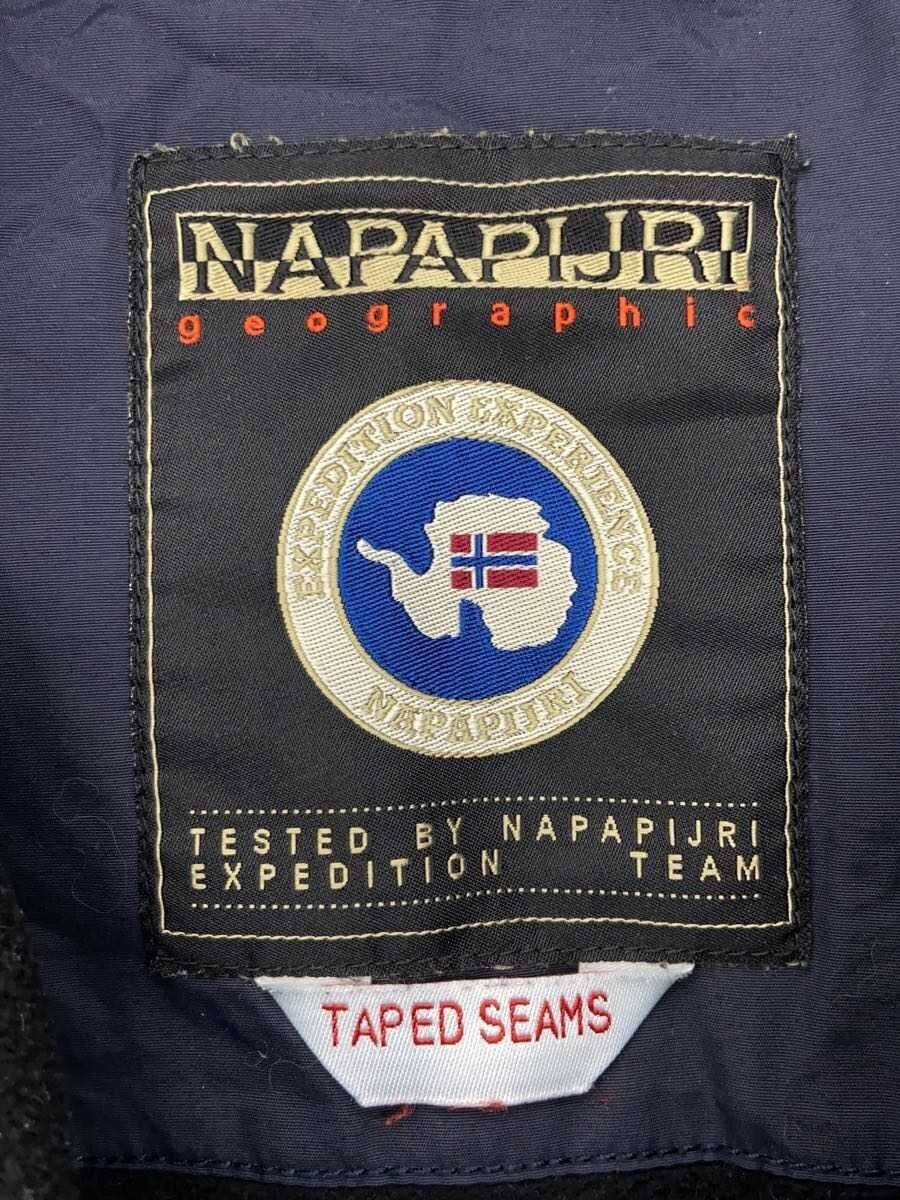 NAPAPIJRI
geographic
EXPEDITION EXPERIENCE
NAPAPIJRI
TESTED BY NAPAPIJRI
EXPEDITION TEAM
TAPED SEAMS